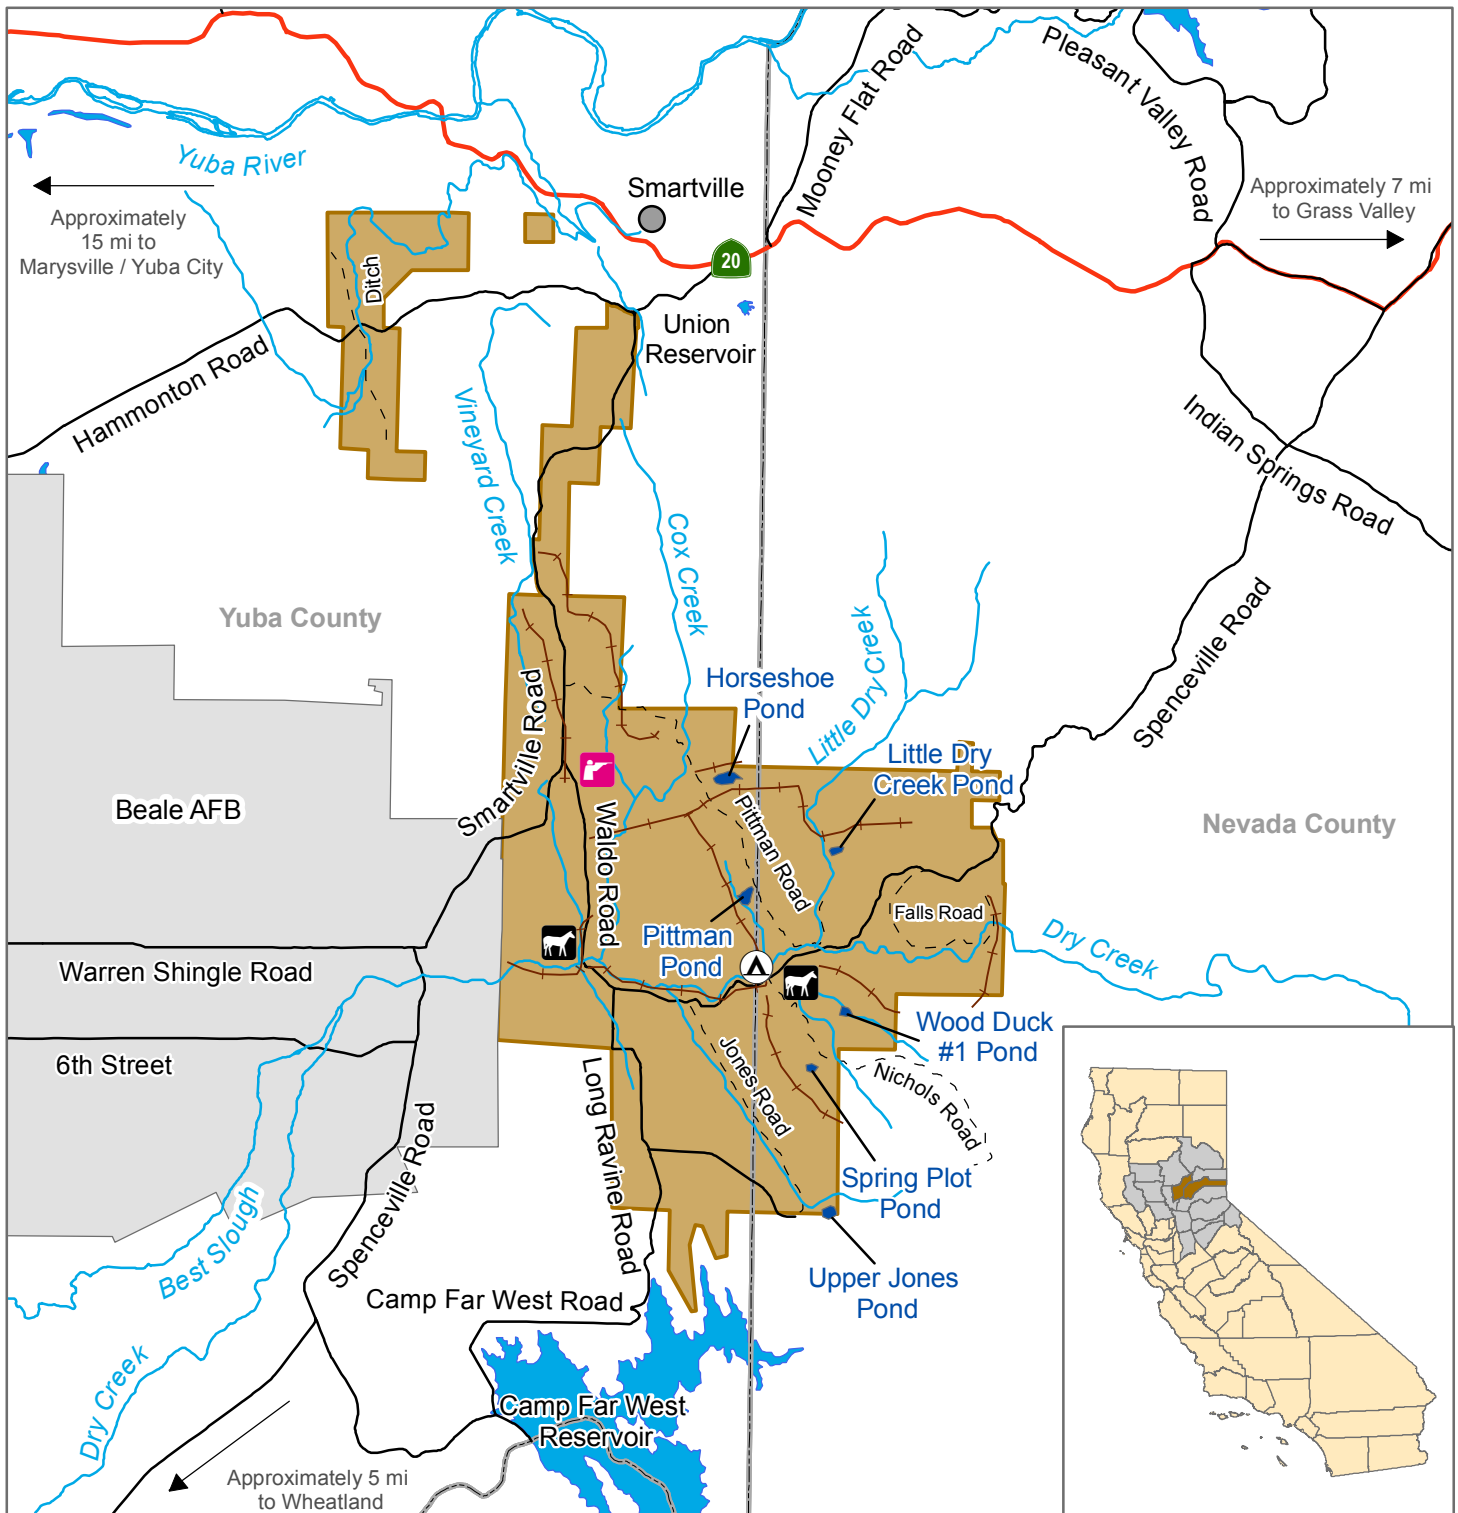 Mooney Flat Road
Pleasant Valley Road
Yuba River
Approximately
15 mi to
Marysville / Yuba City
Smartville
Approximately 7 mi
to Grass Valley
20
Ditch
Union
Reservoir
Hammonton Road
Vineyard Creek
Indian Springs Road
Cox Creek
Yuba County
Spenceville Road
Little Dry Creek
Horseshoe
Pond
Smartville Road
Little Dry
Creek Pond
Beale AFB
Nevada County
Waldo Road
Pittman Road
Falls Road
Pittman
Pond
Dry Creek
Warren Shingle Road
Wood Duck
#1 Pond
6th Street
Long Ravine Road
Jones Road
Nichols Road
Spring Plot
Pond
Spenceville Road
Best Slough
Upper Jones
Pond
Camp Far West Road
Dry Creek
Camp Far West
Reservoir
Approximately 5 mi
to Wheatland